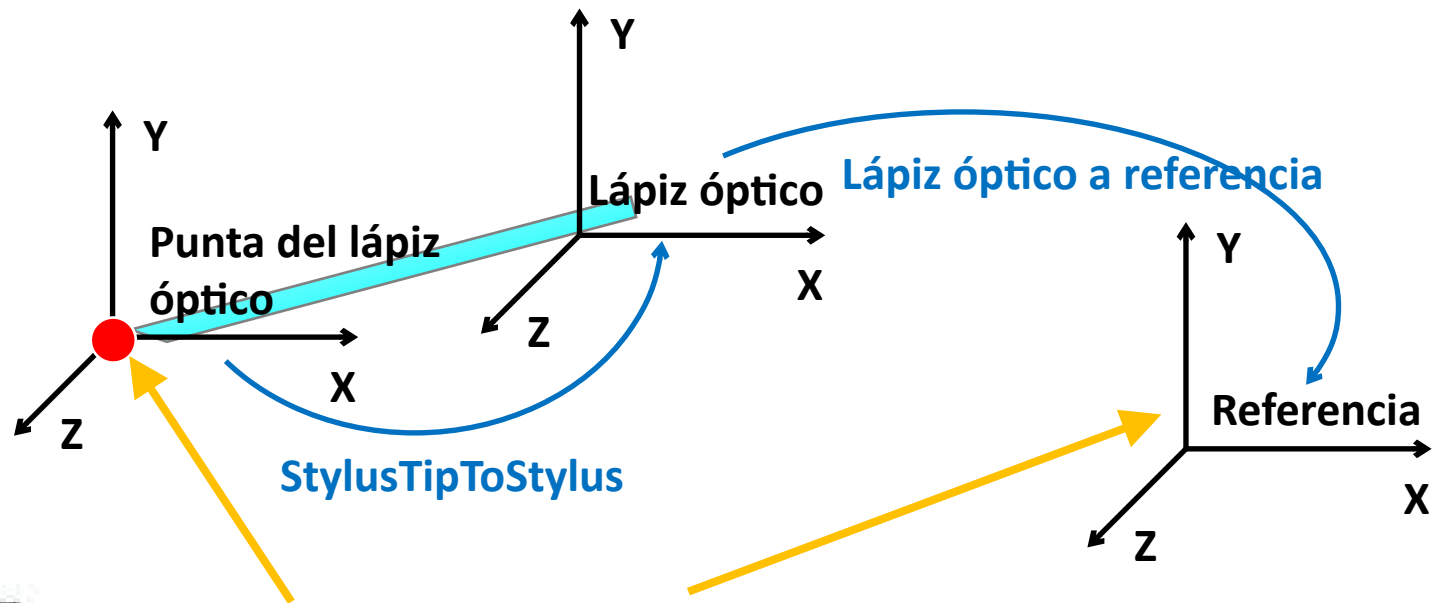 Y
Lápiz óptico
Lápiz óptico a referencia
Y
Punta del lápiz
óptico
Y
X
Z
X
Z
Referencia
StylusTipToStylus
X
Z